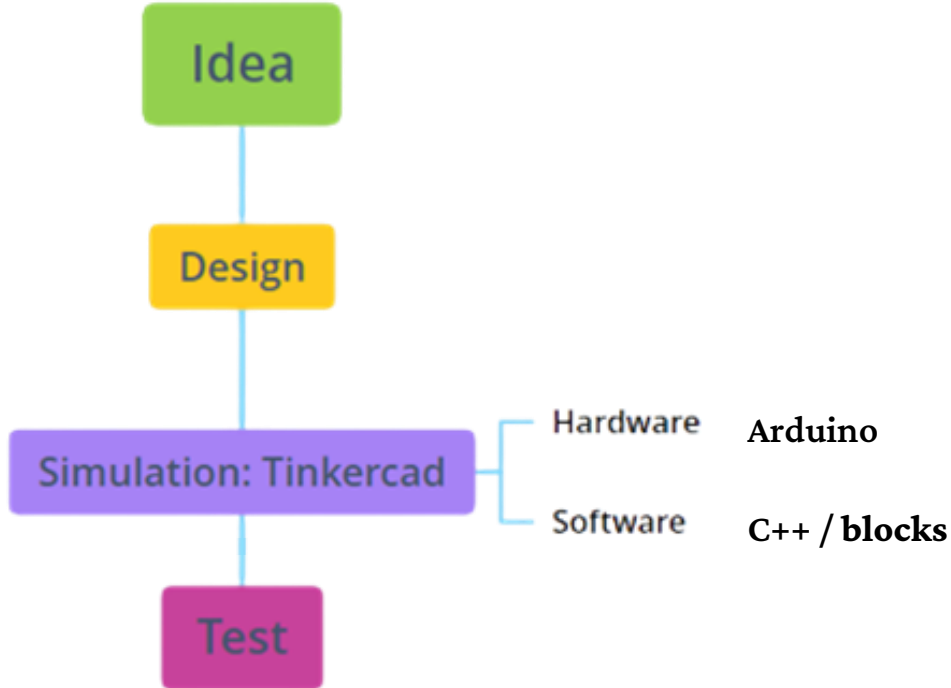 Idea
Design
Simulation: Tinkercad
Hardware Arduino
Software C++ / blocks
Test